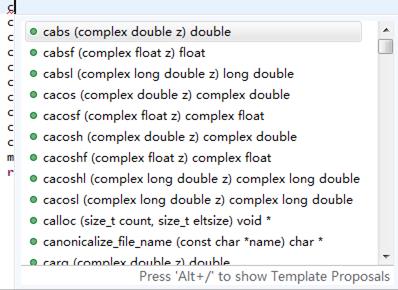 c
cabs (complex double z) double
c
cabsf (complex float z) float
c
cabsl (complex long double z) long double
c
cacos (complex double z) complex double
c
cacosf (complex float z) complex float
c
cacosh (complex double z) complex double
c
cacoshf (complex float z) complex float
c
cacoshl (complex long double z) complex long double
c
cacosl (complex long double z) complex long double
c
calloc (size_t count, size_t eltsize) void *
m
canonicalize_file_name (const char *name) char *
r
carg (complex double z) double
Press 'Alt+/' to show Template Proposals